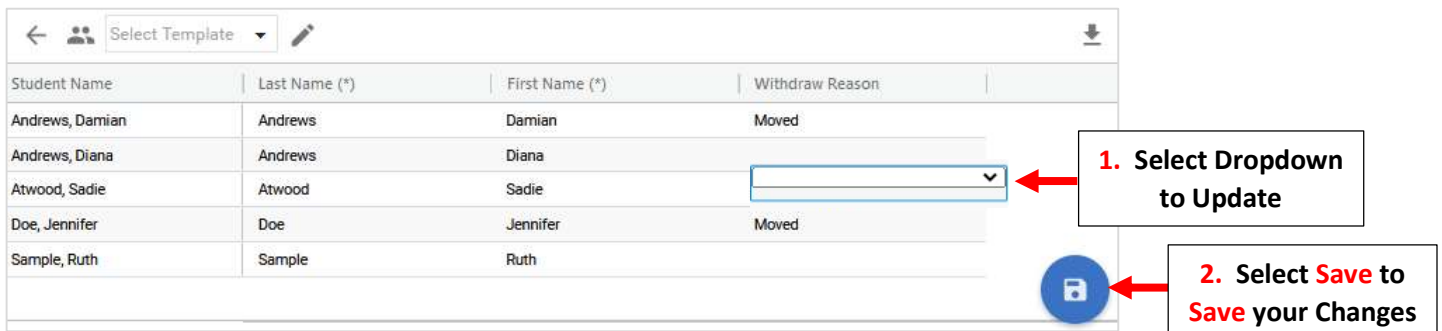 Select Template
Student Name Last Name (*) First Name (*) Withdraw Reason
Andrews, Damian Andrews Damian Moved
Andrews, Diana Andrews Diana
Atwood, Sadie Atwood Sadie
Doe, Jennifer Doe Jennifer Moved
Sample, Ruth Sample Ruth
1. Select Dropdown
to Update
2. Select Save to
Save your Changes